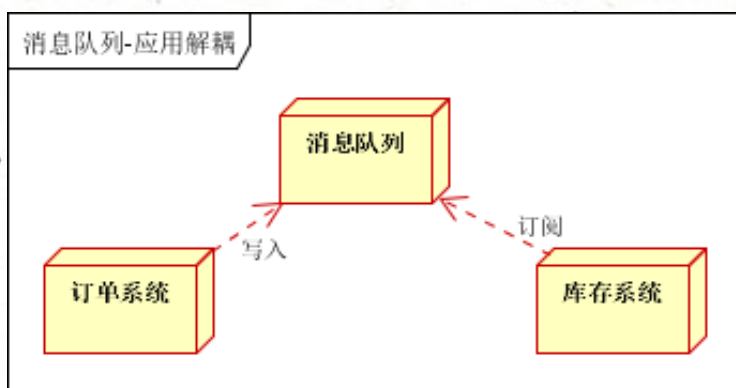 消息队列-应用解耦
消息队列
写入
订阅
订单系统
库存系统